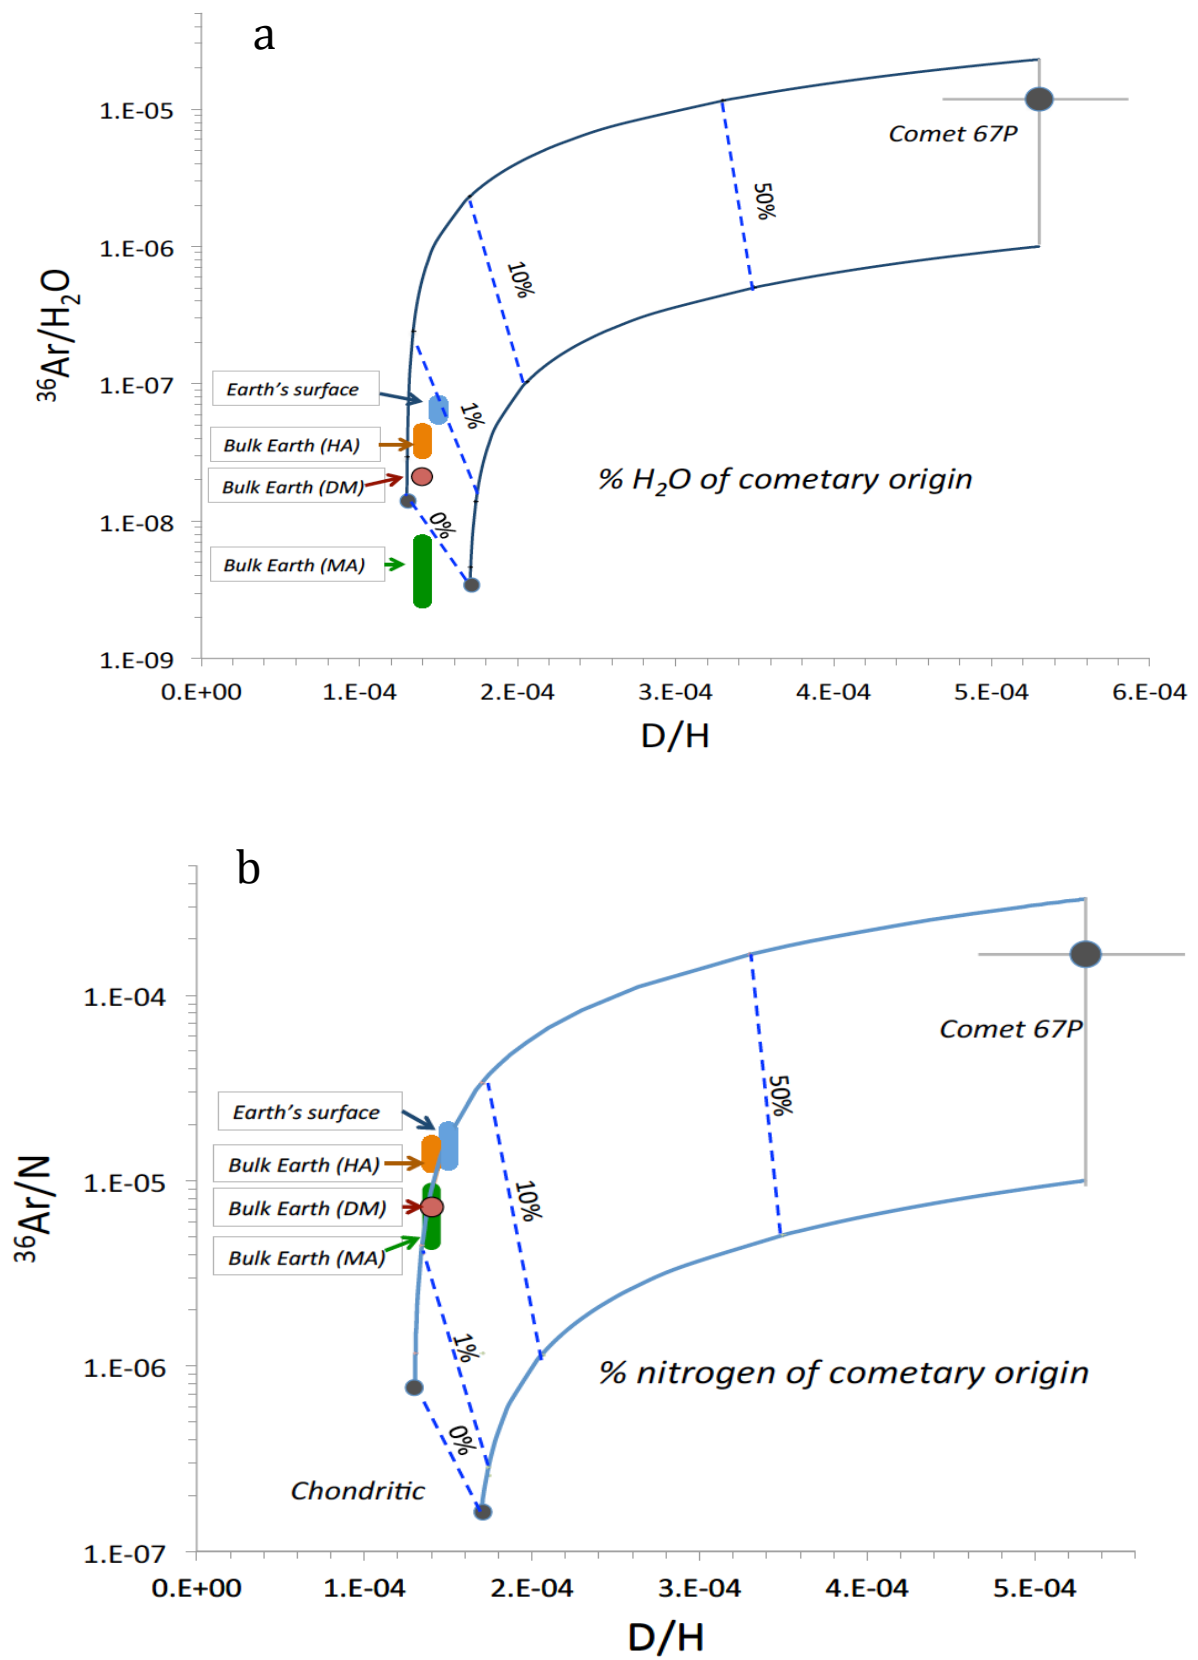 a
1.E-05
Comet 67P
50%
1.E-06
10%
³⁶Ar/H₂O
1.E-07
Earth's surface
1%
Bulk Earth (HA)
% H₂O of cometary origin
Bulk Earth (DM)
1.E-08
0%
Bulk Earth (MA)
1.E-09
0.E+00 1.E-04 2.E-04 3.E-04 4.E-04 5.E-04 6.E-04
D/H
b
1.E-04
Comet 67P
50%
Earth's surface
Bulk Earth (HA)
1.E-05
10%
³⁶Ar/N
Bulk Earth (DM)
Bulk Earth (MA)
1%
1.E-06
% nitrogen of cometary origin
0%
Chondritic
1.E-07
0.E+00 1.E-04 2.E-04 3.E-04 4.E-04 5.E-04
D/H